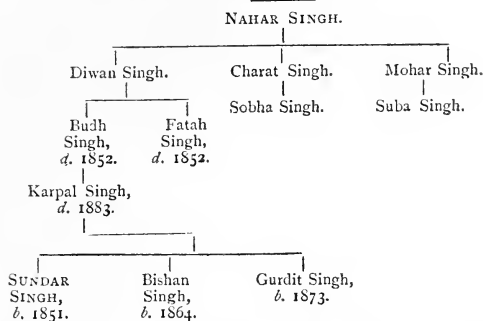 NAHAR SINGH.
Diwan Singh. Charat Singh. Mohar Singh.
Sobha Singh. Suba Singh.
Budh Fatah
Singh, Singh,
d. 1852. d. 1852.
Karpal Singh,
d. 1883.
SUNDAR Bishan Gurdit Singh,
SINGH, Singh, b. 1873.
b. 1851. b. 1864.